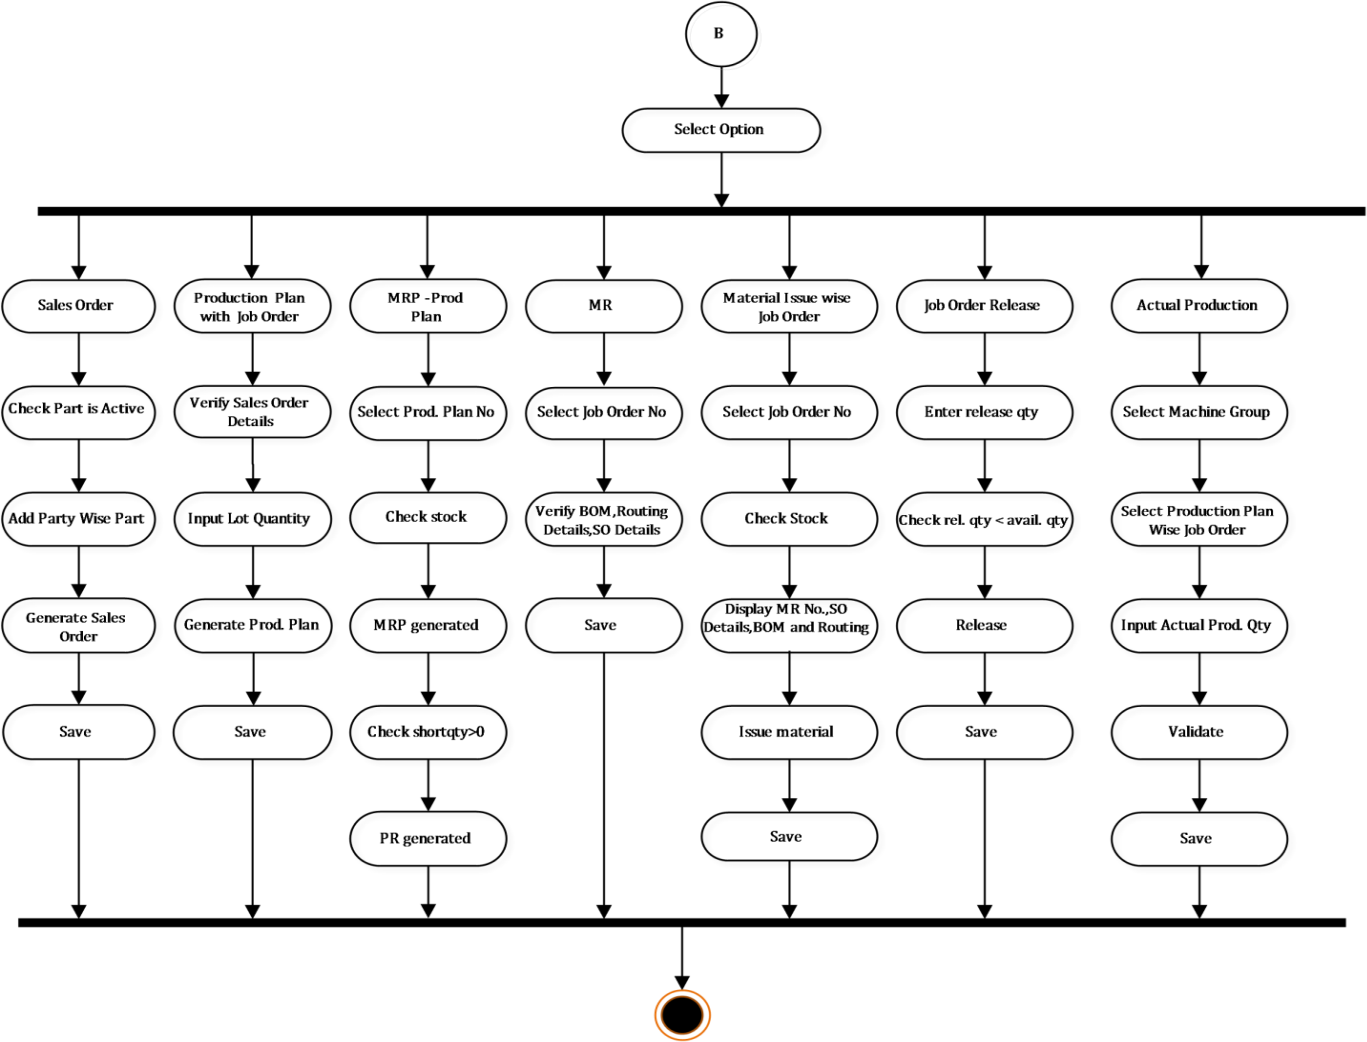 B
Select Option
Sales Order
Production Plan
with Job Order
MRP -Prod
Plan
MR
Material Issue wise
Job Order
Job Order Release
Actual Production
Check Part is Active
Verify Sales Order
Details
Select Prod. Plan No
Select Job Order No
Select Job Order No
Enter release qty
Select Machine Group
Add Party Wise Part
Input Lot Quantity
Check stock
Verify BOM,Routing
Details,SO Details
Check Stock
Check rel. qty < avail. qty
Select Production Plan
Wise Job Order
Generate Sales
Order
Generate Prod. Plan
MRP generated
Save
Display MR No.,SO
Details,BOM and Routing
Release
Input Actual Prod. Qty
Save
Save
Check shortqty>0
Issue material
Save
Validate
PR generated
Save
Save